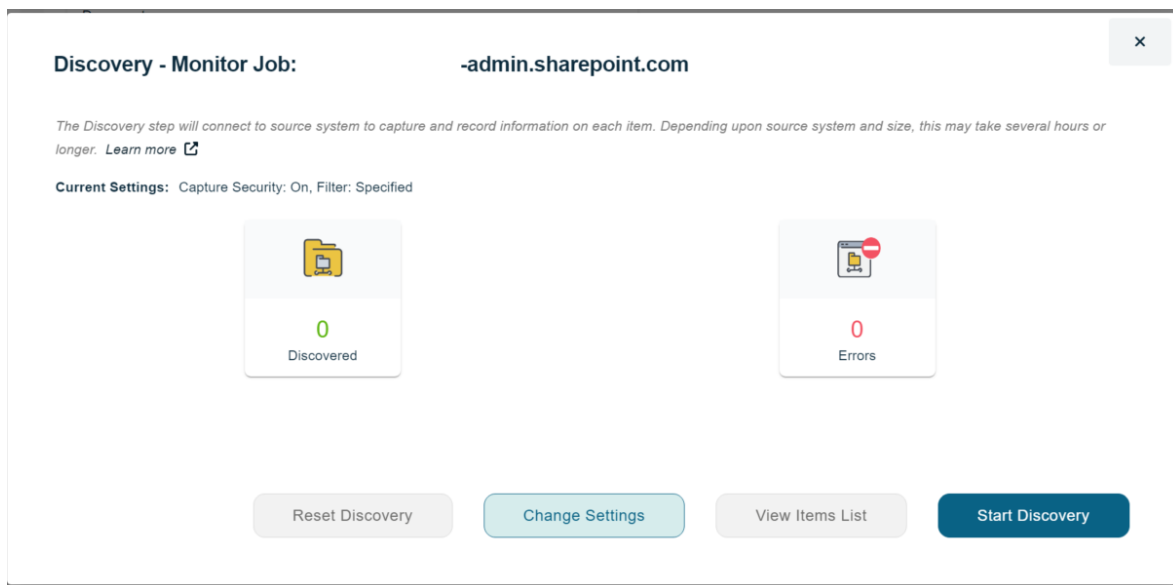 Discovery - Monitor Job: -admin.sharepoint.com
×
The Discovery step will connect to source system to capture and record information on each item. Depending upon source system and size, this may take several hours or
longer. Learn more
Current Settings: Capture Security: On, Filter: Specified
0
Discovered
0
Errors
Reset Discovery
Change Settings
View Items List
Start Discovery